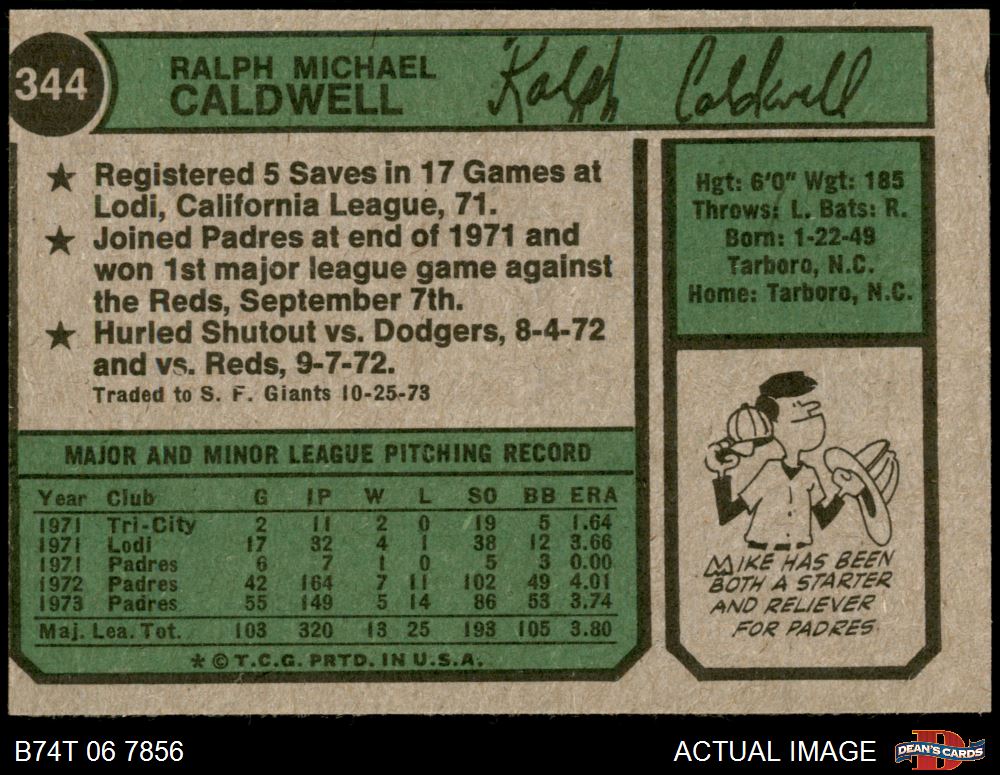 344
RALPH MICHAEL
CALDWELL
Ralph Caldwell
★ Registered 5 Saves in 17 Games at
Lodi, California League, 71.
★ Joined Padres at end of 1971 and
won 1st major league game against
the Reds, September 7th.
★ Hurled Shutout vs. Dodgers, 8-4-72
and vs. Reds, 9-7-72.
Traded to S. F. Giants 10-25-73
Hgt: 6'0" Wgt: 185
Throws: L. Bats: R.
Born: 1-22-49
Tarboro, N.C.
Home: Tarboro, N.C.
MAJOR AND MINOR LEAGUE PITCHING RECORD
Year Club G IP W L SO BB ERA
1971 Tri-City 2 11 2 0 19 5 1.64
1971 Lodi 17 32 4 1 38 12 3.66
1971 Padres 6 7 1 0 5 3 0.00
1972 Padres 42 164 7 11 102 49 4.01
1973 Padres 55 149 5 14 86 53 3.74
Maj. Lea. Tot. 103 320 13 25 193 105 3.80
* © T.C.G. PRTD. IN U.S.A.
MIKE HAS BEEN
BOTH A STARTER
AND RELIEVER
FOR PADRES.
B74T 06 7856
ACTUAL IMAGE
D
DEAN'S CARDS